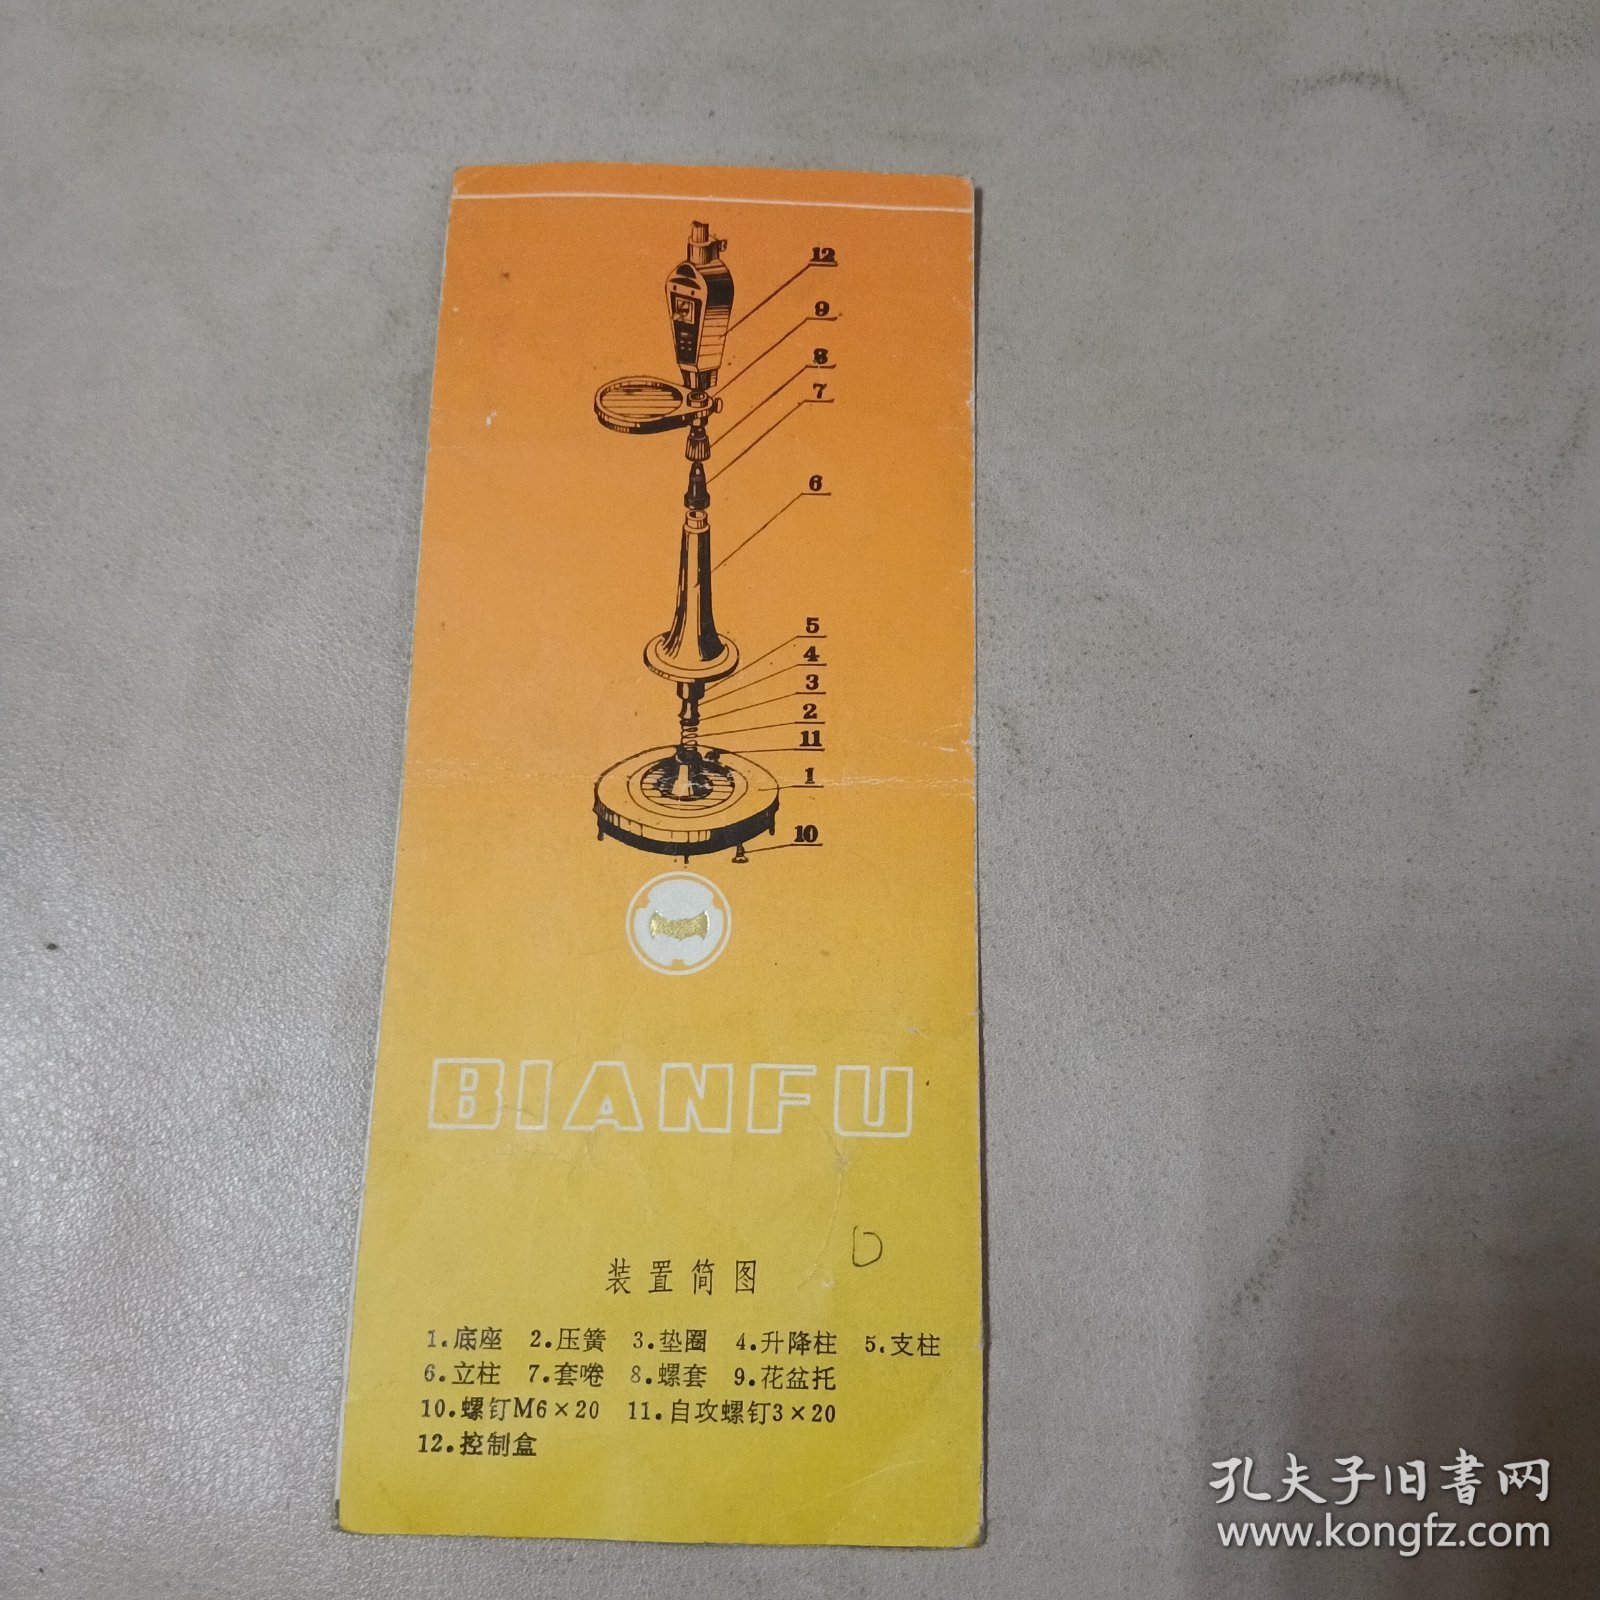 12
9
8
7
6
5
4
3
2
11
1
10
BIANFU
D
装置简图
1.底座 2.压簧 3.垫圈 4.升降柱 5.支柱
6.立柱 7.套啳 8.螺套 9.花盆托
10.螺钉M6×20 11.自攻螺钉3×20
12.控制盒
孔夫子旧书网
www.kongfz.com